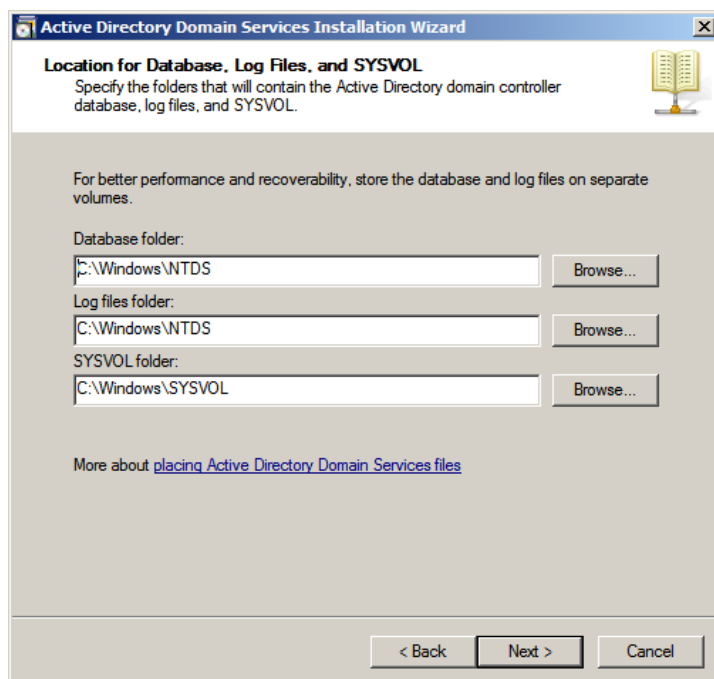 Active Directory Domain Services Installation Wizard
Location for Database, Log Files, and SYSVOL
Specify the folders that will contain the Active Directory domain controller
database, log files, and SYSVOL.
For better performance and recoverability, store the database and log files on separate
volumes.
Database folder:
C:\Windows\NTDS
Browse...
Log files folder:
C:\Windows\NTDS
Browse...
SYSVOL folder:
C:\Windows\SYSVOL
Browse...
More about placing Active Directory Domain Services files
< Back
Next >
Cancel